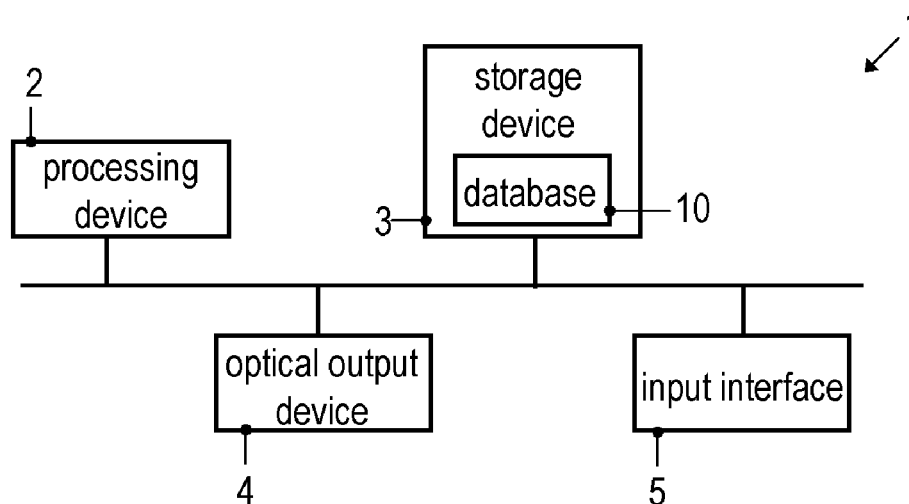 2
processing
device
storage
device
database
3
10
optical output
device
4
input interface
5